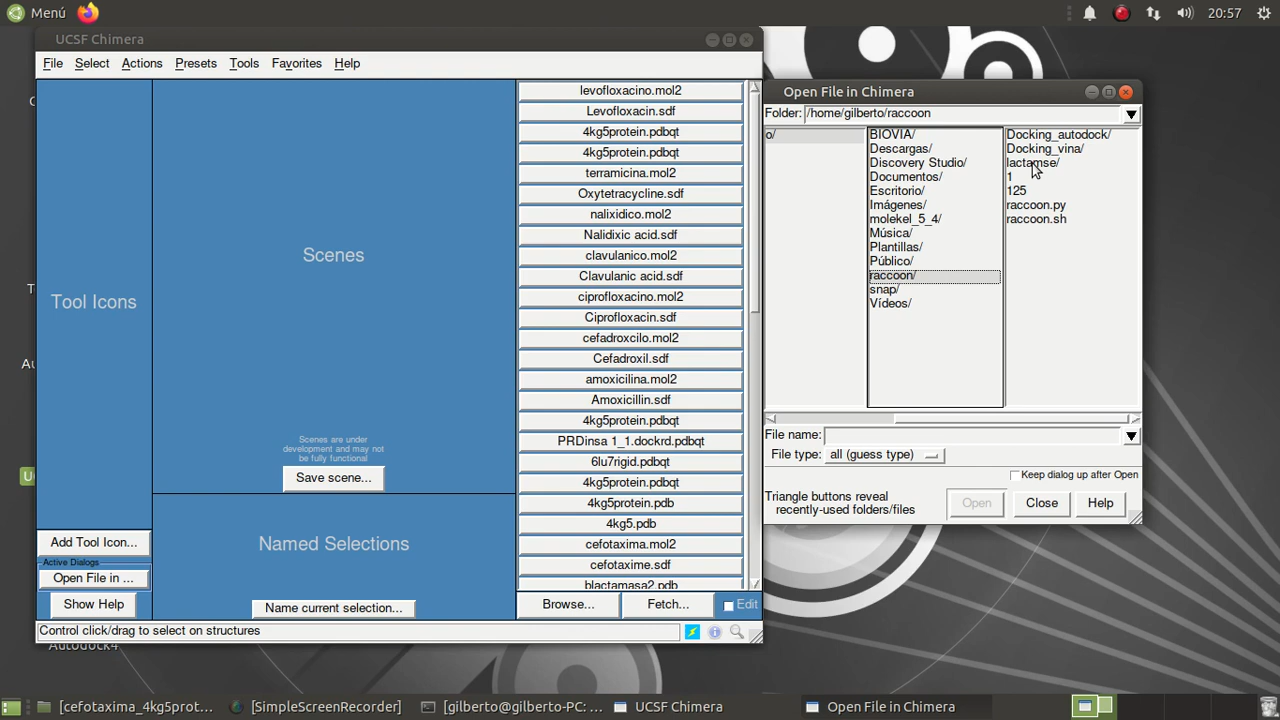 Menú
20:57
UCSF Chimera
File Select Actions Presets Tools Favorites Help
Tool Icons
Add Tool Icon...
Active Dialogs
Open File in ...
Show Help
Scenes
Scenes are under
development and may not
be fully functional
Save scene...
Named Selections
Name current selection...
levofloxacino.mol2
Levofloxacin.sdf
4kg5protein.pdbqt
4kg5protein.pdbqt
terramicina.mol2
Oxytetracycline.sdf
nalixidico.mol2
Nalidixic acid.sdf
clavulanico.mol2
Clavulanic acid.sdf
ciprofloxacino.mol2
Ciprofloxacin.sdf
cefadroxcilo.mol2
Cefadroxil.sdf
amoxicilina.mol2
Amoxicillin.sdf
4kg5protein.pdbqt
PRDinsa 1_1.dockrd.pdbqt
6lu7rigid.pdbqt
4kg5protein.pdbqt
4kg5protein.pdb
4kg5.pdb
cefotaxima.mol2
cefotaxime.sdf
blactamasa2.pdb
Browse... Fetch... Edit
Control click/drag to select on structures
Open File in Chimera
Folder: /home/gilberto/raccoon
o/
BIOVIA/
Descargas/
Discovery Studio/
Documentos/
Escritorio/
Imágenes/
molekel_5_4/
Música/
Plantillas/
Público/
raccoon/
snap/
Vídeos/
Docking_autodock/
Docking_vina/
1
125
raccoon.py
raccoon.sh
File name:
File type: all (guess type)
Keep dialog up after Open
Triangle buttons reveal
recently-used folders/files
Open Close Help
Autodock4
[cefotaxima_4kg5prot... [SimpleScreenRecorder] [gilberto@gilberto-PC: ... UCSF Chimera Open File in Chimera